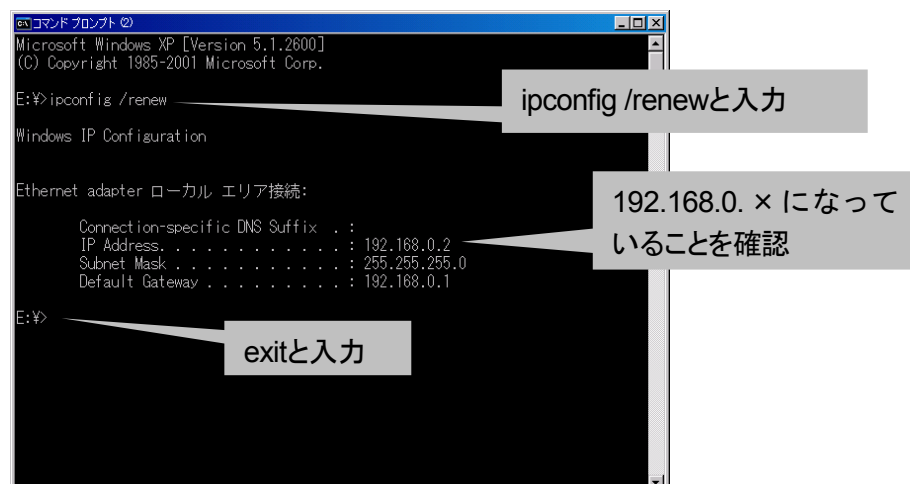 コマンド プロンプト (2)
Microsoft Windows XP [Version 5.1.2600]
(C) Copyright 1985-2001 Microsoft Corp.
E:¥>ipconfig /renew
ipconfig /renewと入力
Windows IP Configuration
Ethernet adapter ローカル エリア接続:
Connection-specific DNS Suffix . :
IP Address. . . . . . . . . . . . : 192.168.0.2
Subnet Mask . . . . . . . . . . . : 255.255.255.0
Default Gateway . . . . . . . . . : 192.168.0.1
192.168.0. × になって
いることを確認
E:¥>
exitと入力